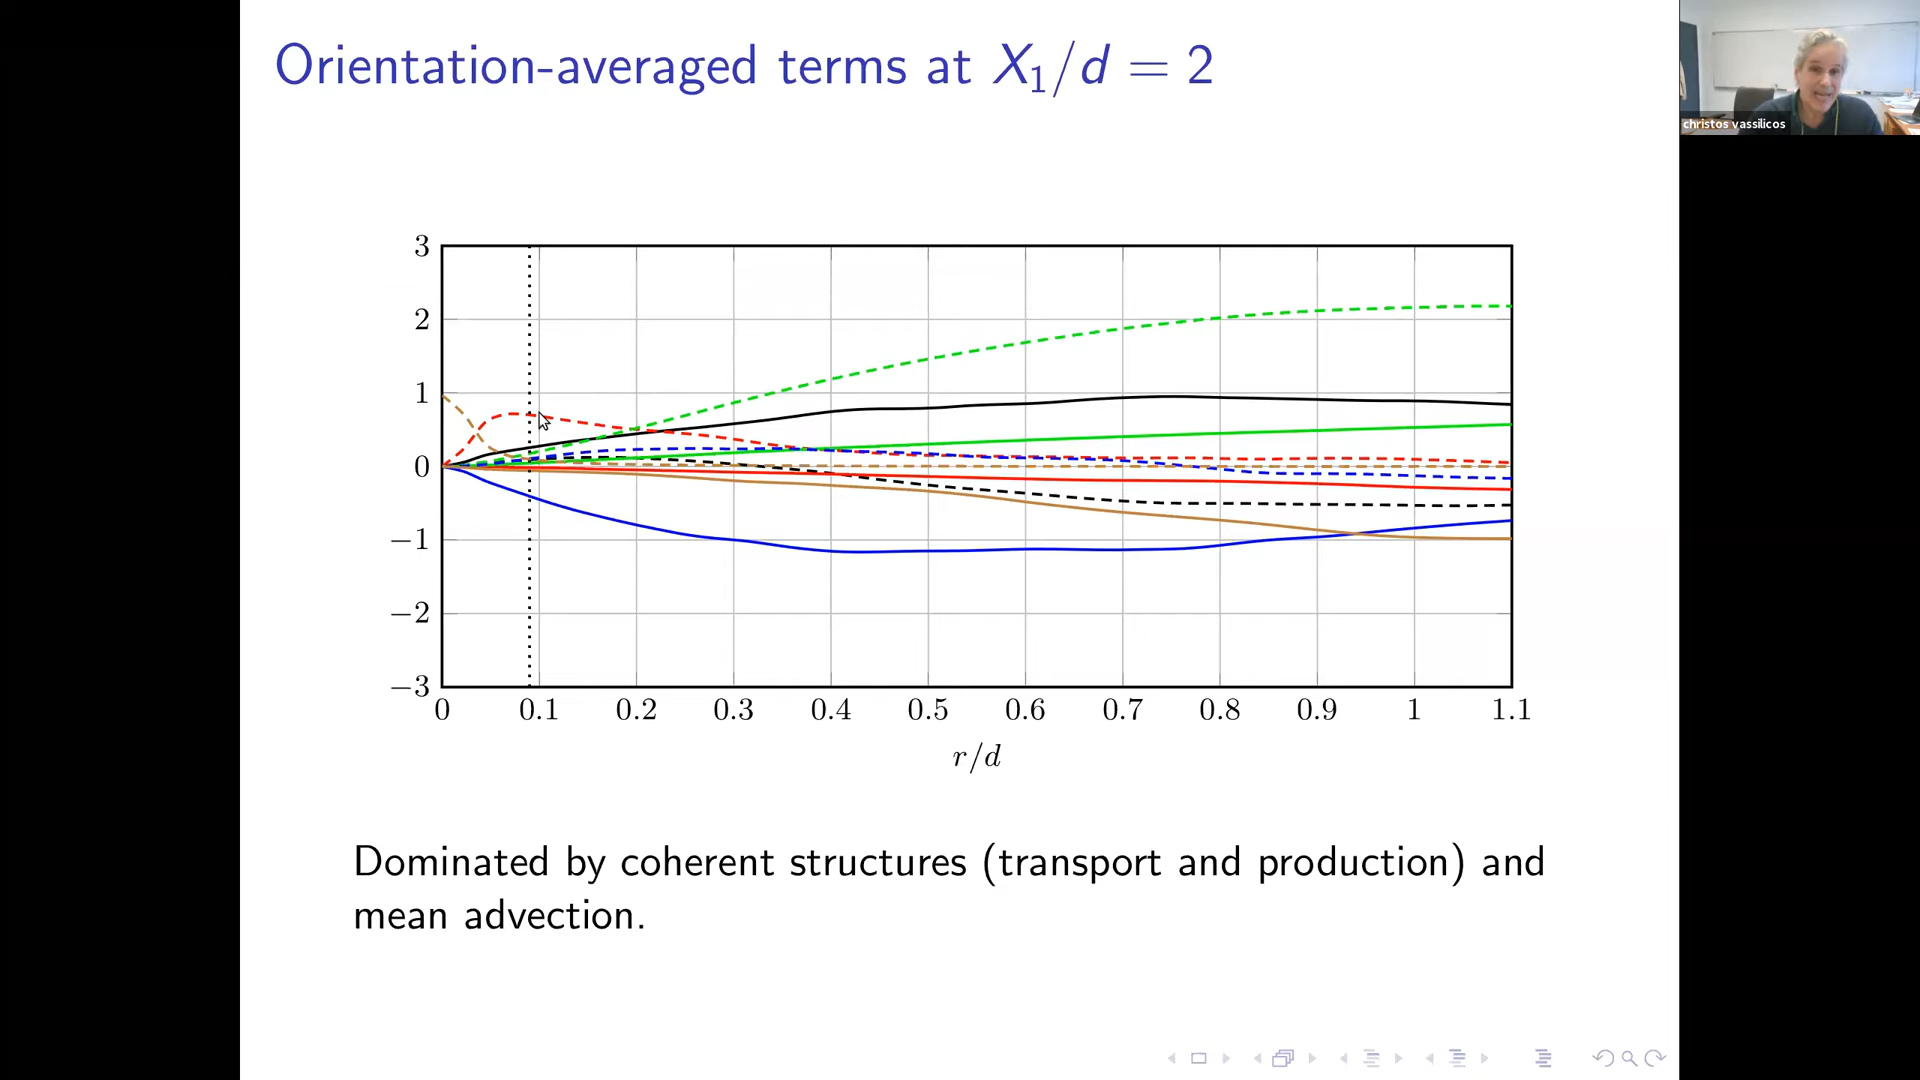 Orientation-averaged terms at X₁/d = 2
christos vassilicos
3
2
1
0
−1
−2
−3
0 0.1 0.2 0.3 0.4 0.5 0.6 0.7 0.8 0.9 1 1.1
r/d
Dominated by coherent structures (transport and production) and
mean advection.